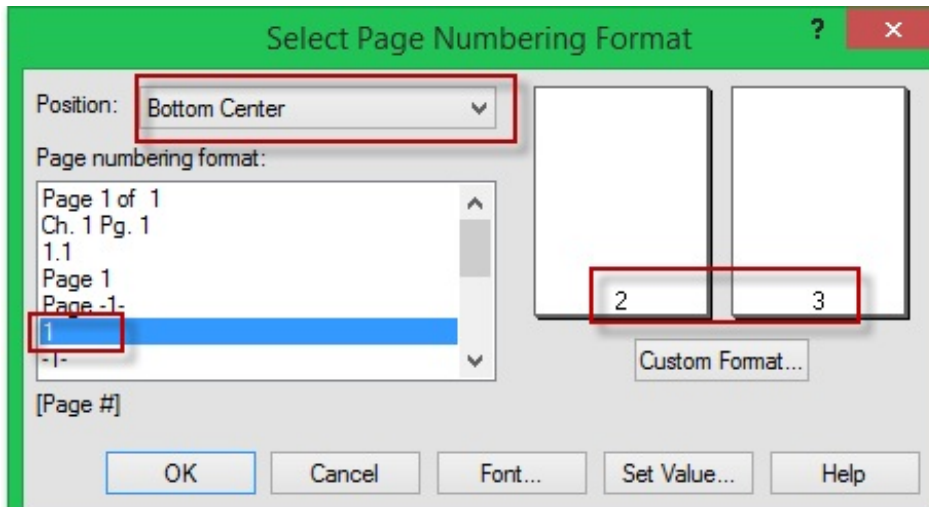 Select Page Numbering Format
?
Position:
Bottom Center
Page numbering format:
Page 1 of  1
Ch. 1 Pg. 1
1.1
Page 1
Page -1-
1
-1-
[Page #]
2
3
Custom Format...
OK
Cancel
Font...
Set Value...
Help